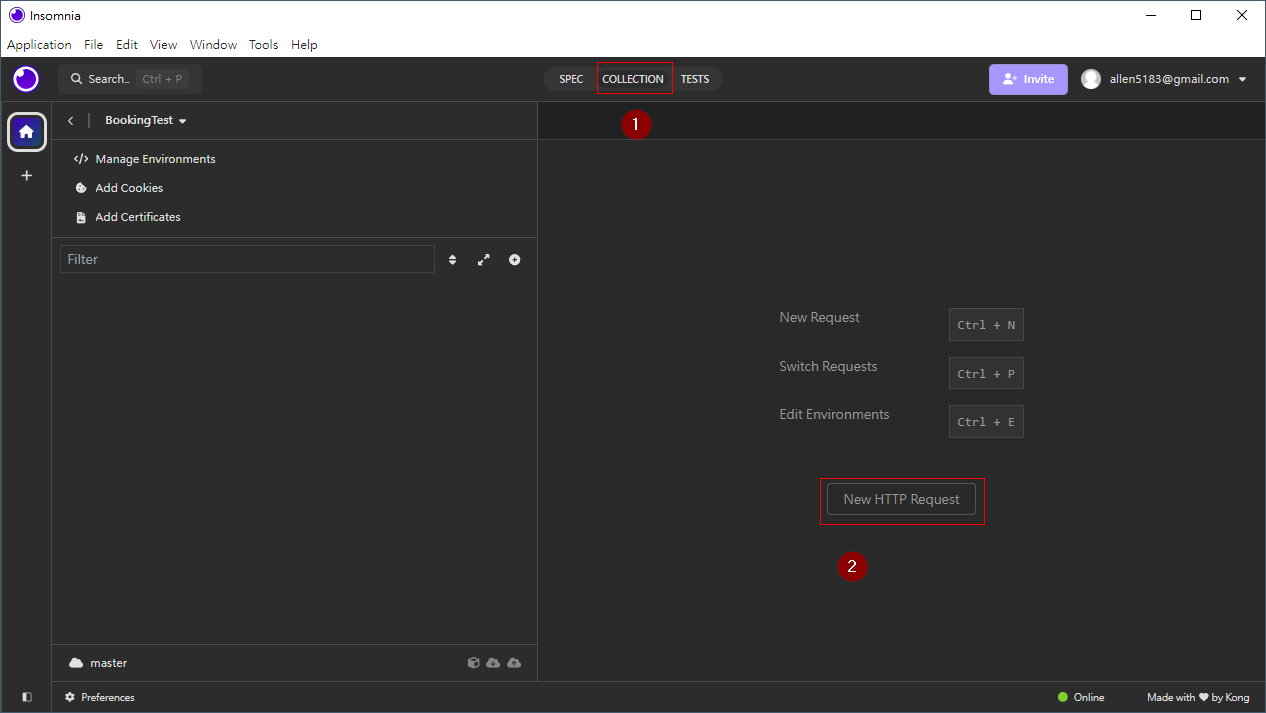 Insomnia
Application File Edit View Window Tools Help
Search.. Ctrl + P SPEC COLLECTION TESTS Invite allen5183@gmail.com
1
BookingTest
Manage Environments
Add Cookies
Add Certificates
Filter
New Request Ctrl + N
Switch Requests Ctrl + P
Edit Environments Ctrl + E
New HTTP Request
2
master
Preferences Online Made with ♥ by Kong